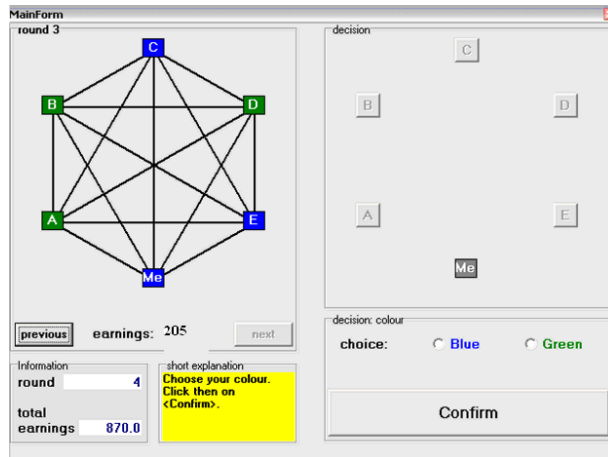 MainForm
round 3
C
B
D
A
E
Me
previous
earnings: 205
next
Information
round 4
total
earnings 870.0
short explanation
Choose your colour.
Click then on
<Confirm>.
decision
C
B
D
A
E
Me
decision: colour
choice: Blue Green
Confirm